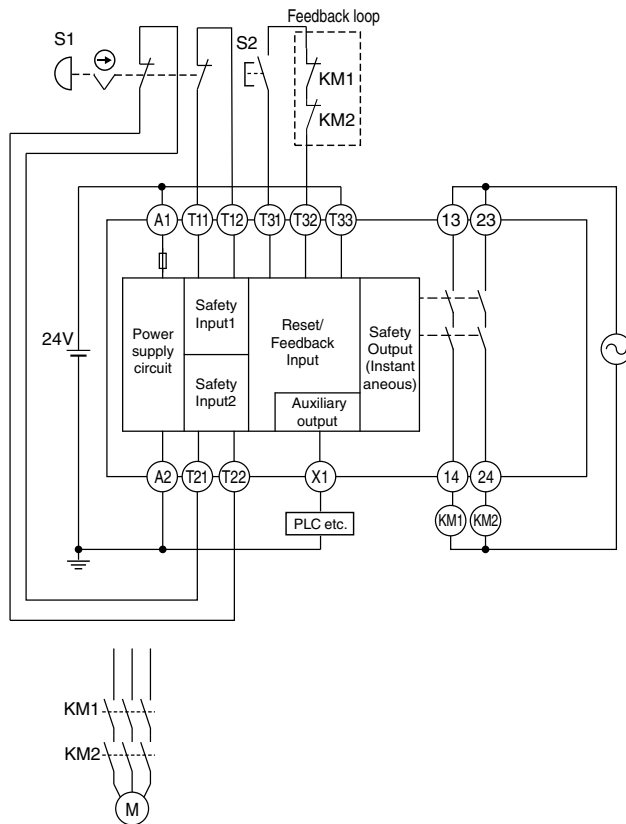 Feedback loop
S1
S2
KM1
KM2
A1
T11
T12
T31
T32
T33
13
23
24V
Power
supply
circuit
Safety
Input1
Safety
Input2
Reset/
Feedback
Input
Auxiliary
output
Safety
Output
(Instant
aneous)
A2
T21
T22
X1
14
24
PLC etc.
KM1
KM2
KM1
KM2
M